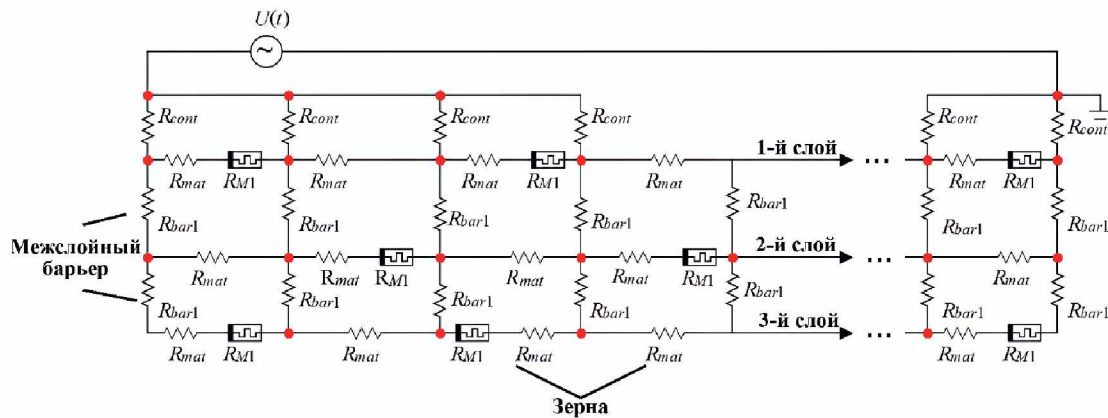 U(t)
Rcont Rcont Rcont Rcont Rcont Rcont
1-й слой ...
Rmat RM1 Rmat Rmat RM1 Rmat Rmat RM1
Rbar1 Rbar1 Rbar1 Rbar1 Rbar1 Rbar1 Rbar1
Межслойный
барьер
2-й слой ...
Rmat Rmat RM1 Rmat Rmat RM1 Rmat
Rbar1 Rbar1 Rbar1 Rbar1 Rbar1 Rbar1 Rbar1
3-й слой ...
Rmat RM1 Rmat RM1 Rmat Rmat Rmat RM1
Зерна